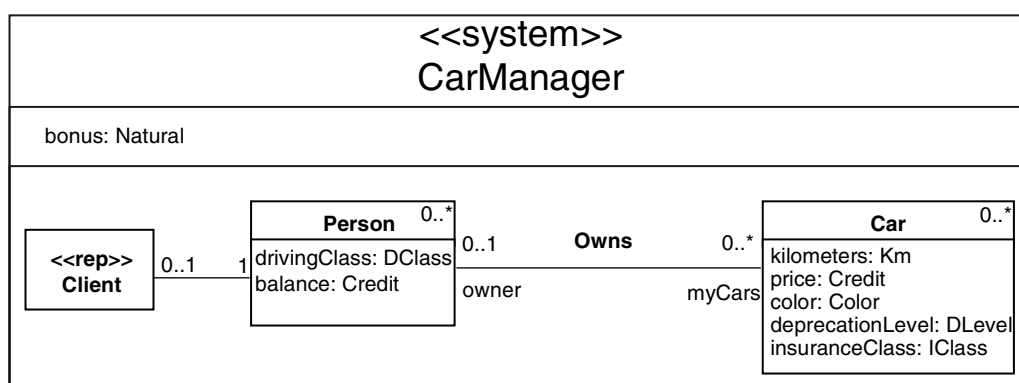 <<system>>
CarManager
bonus: Natural
<<rep>>
Client
0..1
1
Person
0..*
drivingClass: DClass
balance: Credit
0..1
owner
Owns
0..*
myCars
Car
0..*
kilometers: Km
price: Credit
color: Color
deprecationLevel: DLevel
insuranceClass: IClass